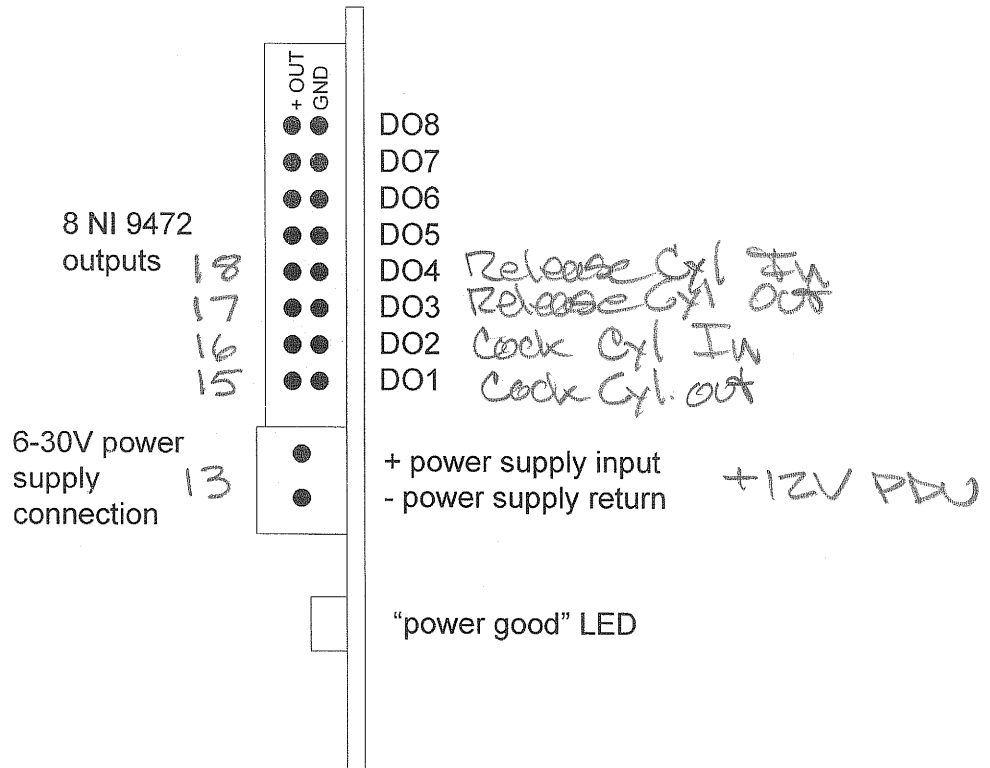 + OUT
GND
DO8
DO7
DO6
8 NI 9472
outputs
DO5
18 DO4 Release Cyl In
17 DO3 Release Cyl Out
16 DO2 Cock Cyl In
15 DO1 Cock Cyl. out
6-30V power
supply
connection
13
+ power supply input
- power supply return
+12V PDU
“power good” LED